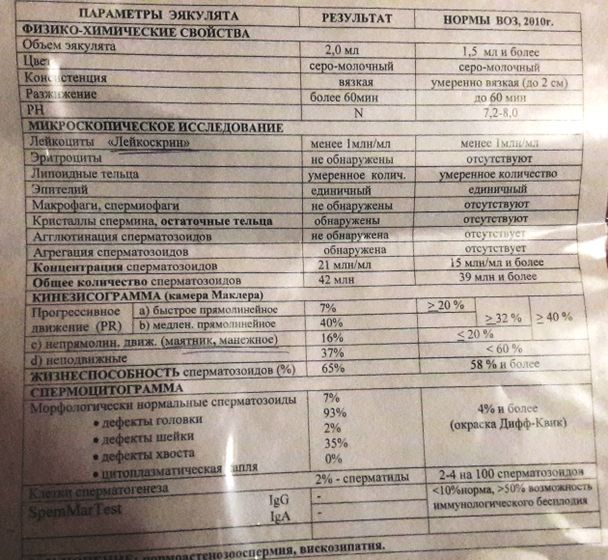 ПАРАМЕТРЫ ЭЯКУЛЯТА РЕЗУЛЬТАТ НОРМЫ ВОЗ, 2010г.
ФИЗИКО-ХИМИЧЕСКИЕ СВОЙСТВА
Объем эякулята 2,0 мл 1,5 мл и более
Цвет серо-молочный серо-молочный
Консистенция вязкая умеренно вязкая (до 2 см)
Разжижение более 60мин до 60 мин
PH N 7,2-8,0
МИКРОСКОПИЧЕСКОЕ ИССЛЕДОВАНИЕ
Лейкоциты «Лейкоскрин» менее 1млн/мл менее 1млн/мл
Эритроциты не обнаружены отсутствуют
Липоидные тельца умеренное колич. умеренное количество
Эпителий единичный единичный
Макрофаги, спермиофаги не обнаружены отсутствуют
Кристаллы спермина, остаточные тельца обнаружены отсутствуют
Агглютинация сперматозоидов не обнаружена отсутствует
Агрегация сперматозоидов обнаружена отсутствует
Концентрация сперматозоидов 21 млн/мл 15 млн/мл и более
Общее количество сперматозоидов 42 млн 39 млн и более
КИНЕЗИСОГРАММА (камера Маклера)
Прогрессивное движение (PR) a) быстрое прямолинейное 7% ≥ 20 % ≥ 32 % ≥ 40 %
b) медлен. прямолинейное 40%
c) непрямолин. движ. (маятник, манежное) 16% ≤ 20 %
d) неподвижные 37% < 60 %
ЖИЗНЕСПОСОБНОСТЬ сперматозоидов (%) 65% 58 % и более
СПЕРМОЦИТОГРАММА
Морфологически нормальные сперматозоиды 7% 4% и более
• дефекты головки 93% (окраска Дифф-Квик)
• дефекты шейки 2%
• дефекты хвоста 35%
• цитоплазматическая капля 0%
Клетки сперматогенеза 2% - сперматиды 2-4 на 100 сперматозоидов
SpemMarTest IgG - <10%норма, >50% возможность
IgA - иммунологического бесплодия
нормоастенозооспермия, вискозипатия.